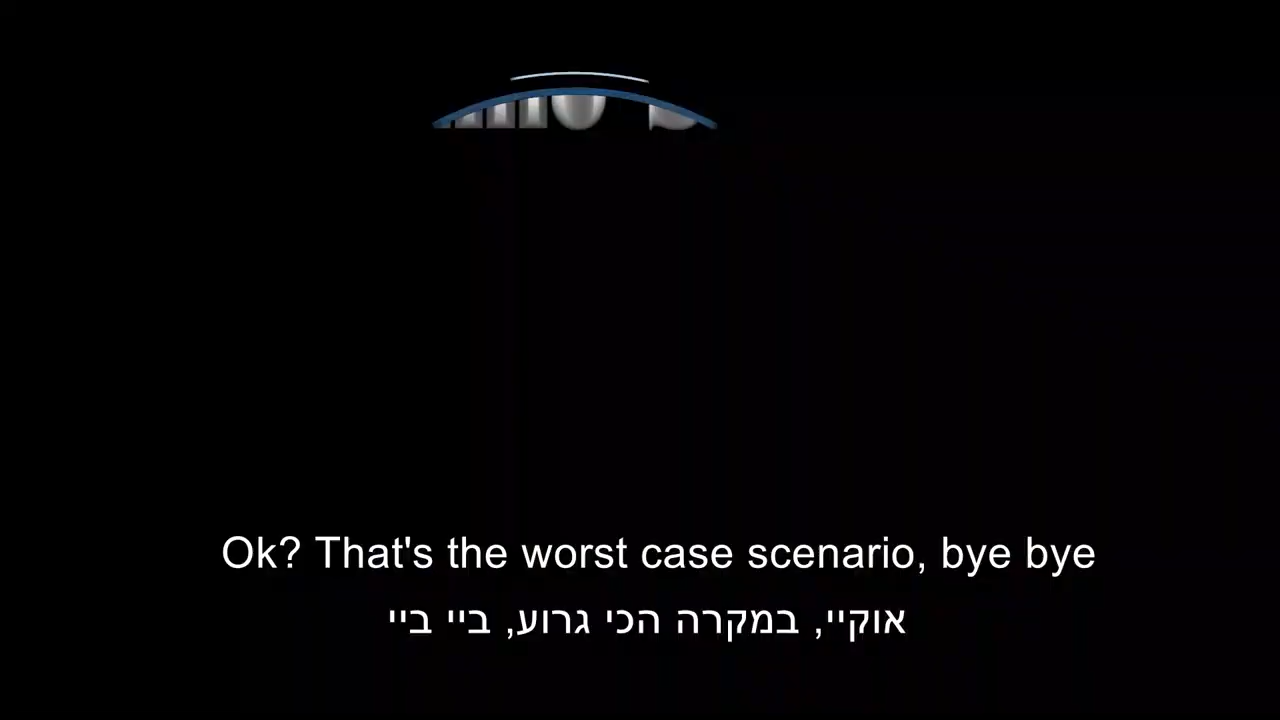 Ok? That's the worst case scenario, bye bye
אוקיי, במקרה הכי גרוע, ביי ביי